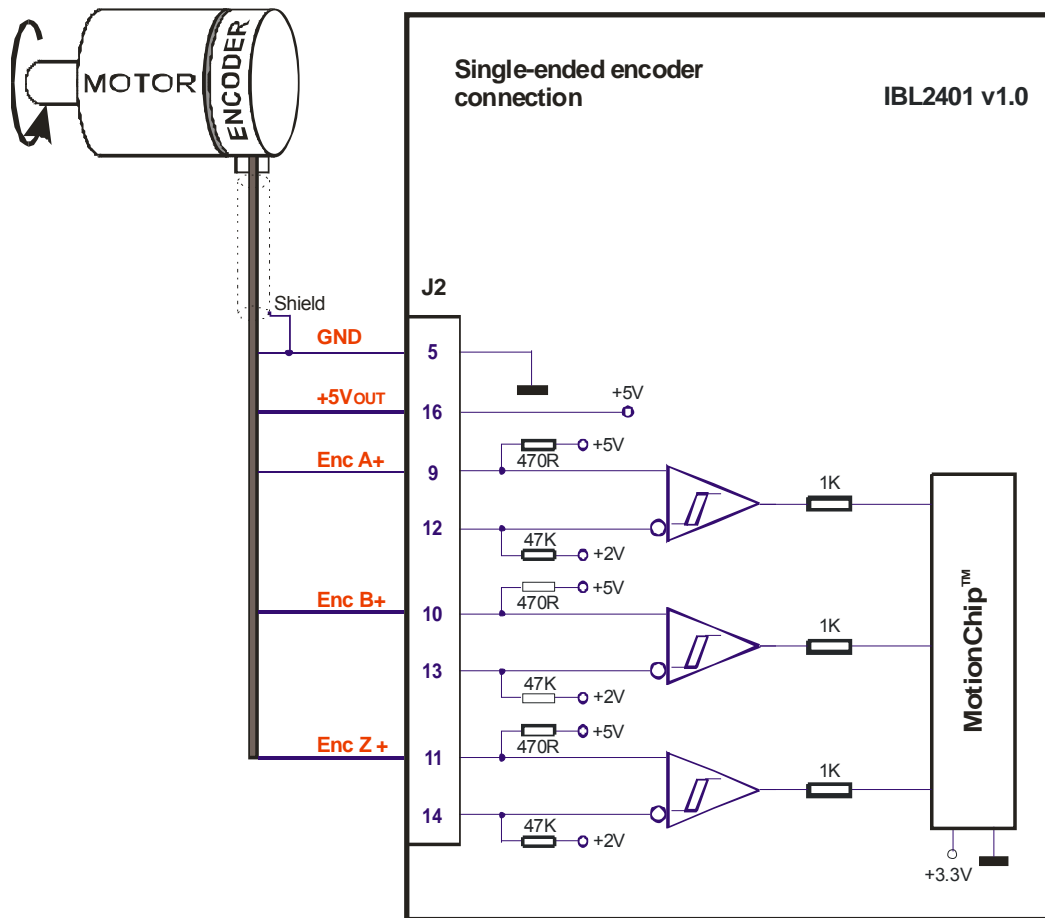 MOTOR
ENCODER
Single-ended encoder
connection
IBL2401 v1.0
J2
Shield
GND
5
+5VOUT
16
+5V
Enc A+
9
470R
+5V
12
47K
+2V
1K
Enc B+
10
470R
+5V
13
47K
+2V
1K
Enc Z +
11
470R
+5V
14
47K
+2V
1K
MotionChip™
+3.3V